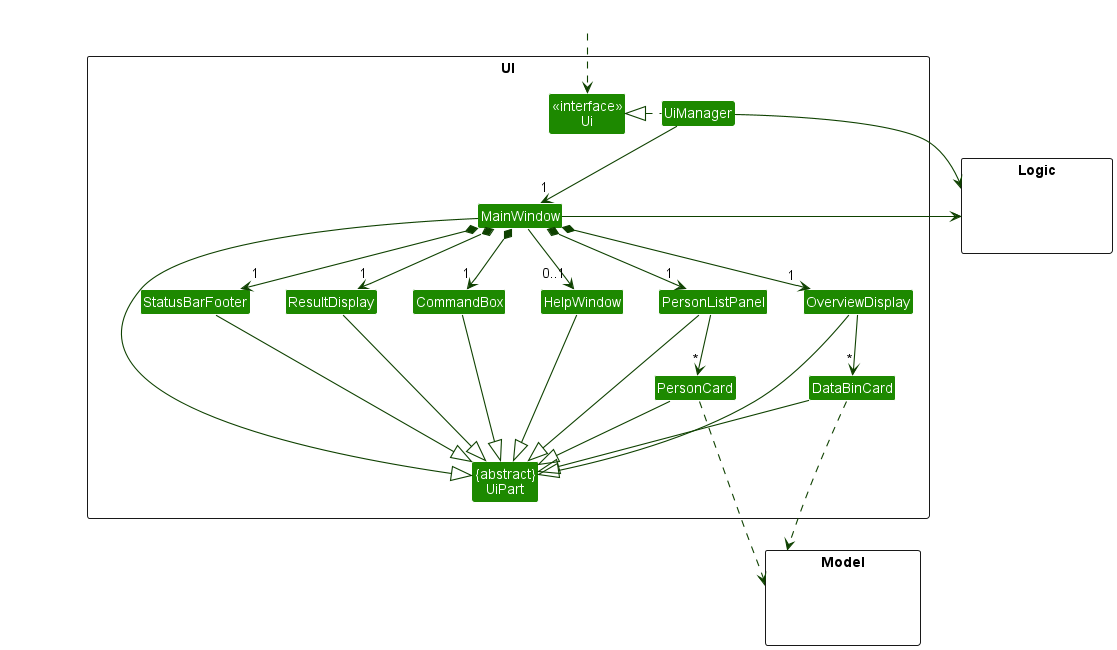 UI
«interface»
Ui
UiManager
Logic
1
MainWindow
1
1
1
0..1
1
1
StatusBarFooter
ResultDisplay
CommandBox
HelpWindow
PersonListPanel
OverviewDisplay
*
*
PersonCard
DataBinCard
{abstract}
UiPart
Model